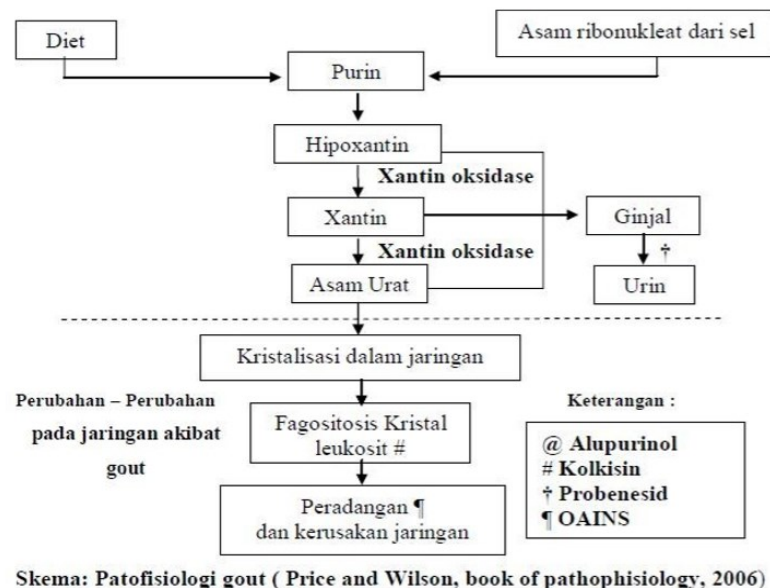 Diet
Asam ribonukleat dari sel
Purin
Hipoxantin
Xantin oksidase
Xantin
Ginjal
Xantin oksidase
†
Asam Urat
Urin
Kristalisasi dalam jaringan
Perubahan – Perubahan
pada jaringan akibat
gout
Fagositosis Kristal
leukosit #
Peradangan ¶
dan kerusakan jaringan
Keterangan :
@ Alupurinol
# Kolkisin
† Probenesid
¶ OAINS
Skema: Patofisiologi gout ( Price and Wilson, book of pathophisiology, 2006)